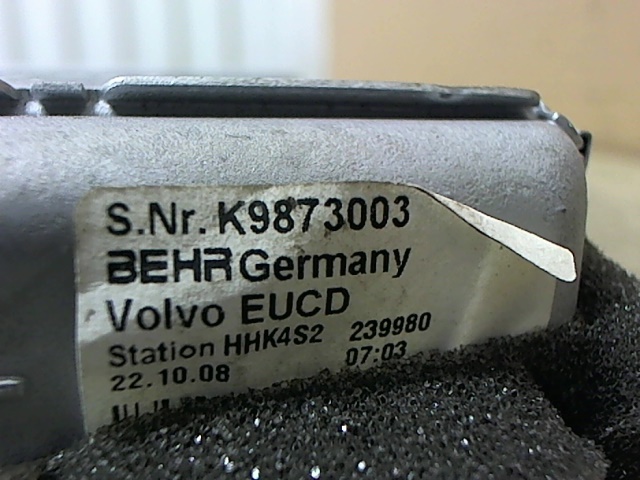 S.Nr. K9873003
BEHR Germany
Volvo EUCD
Station HHK4S2 239980
22.10.08 07:03